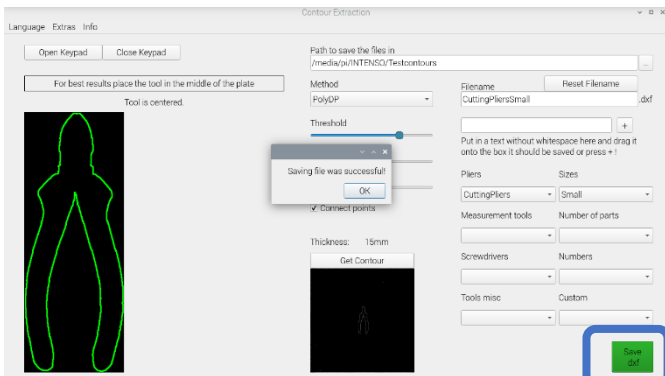 Contour Extraction
Language Extras Info
Open Keypad Close Keypad
For best results place the tool in the middle of the plate
Tool is centered.
Path to save the files in
/media/pi/INTENSO/Testcontours
...
Method
PolyDP
Threshold
Saving file was successful!
OK
Connect points
Thickness: 15mm
Get Contour
Filename
Reset Filename
CuttingPliersSmall .dxf
+
Put in a text without whitespace here and drag it
onto the box it should be saved or press + !
Pliers Sizes
CuttingPliers Small
Measurement tools Number of parts
Screwdrivers Numbers
Tools misc Custom
Save
dxf